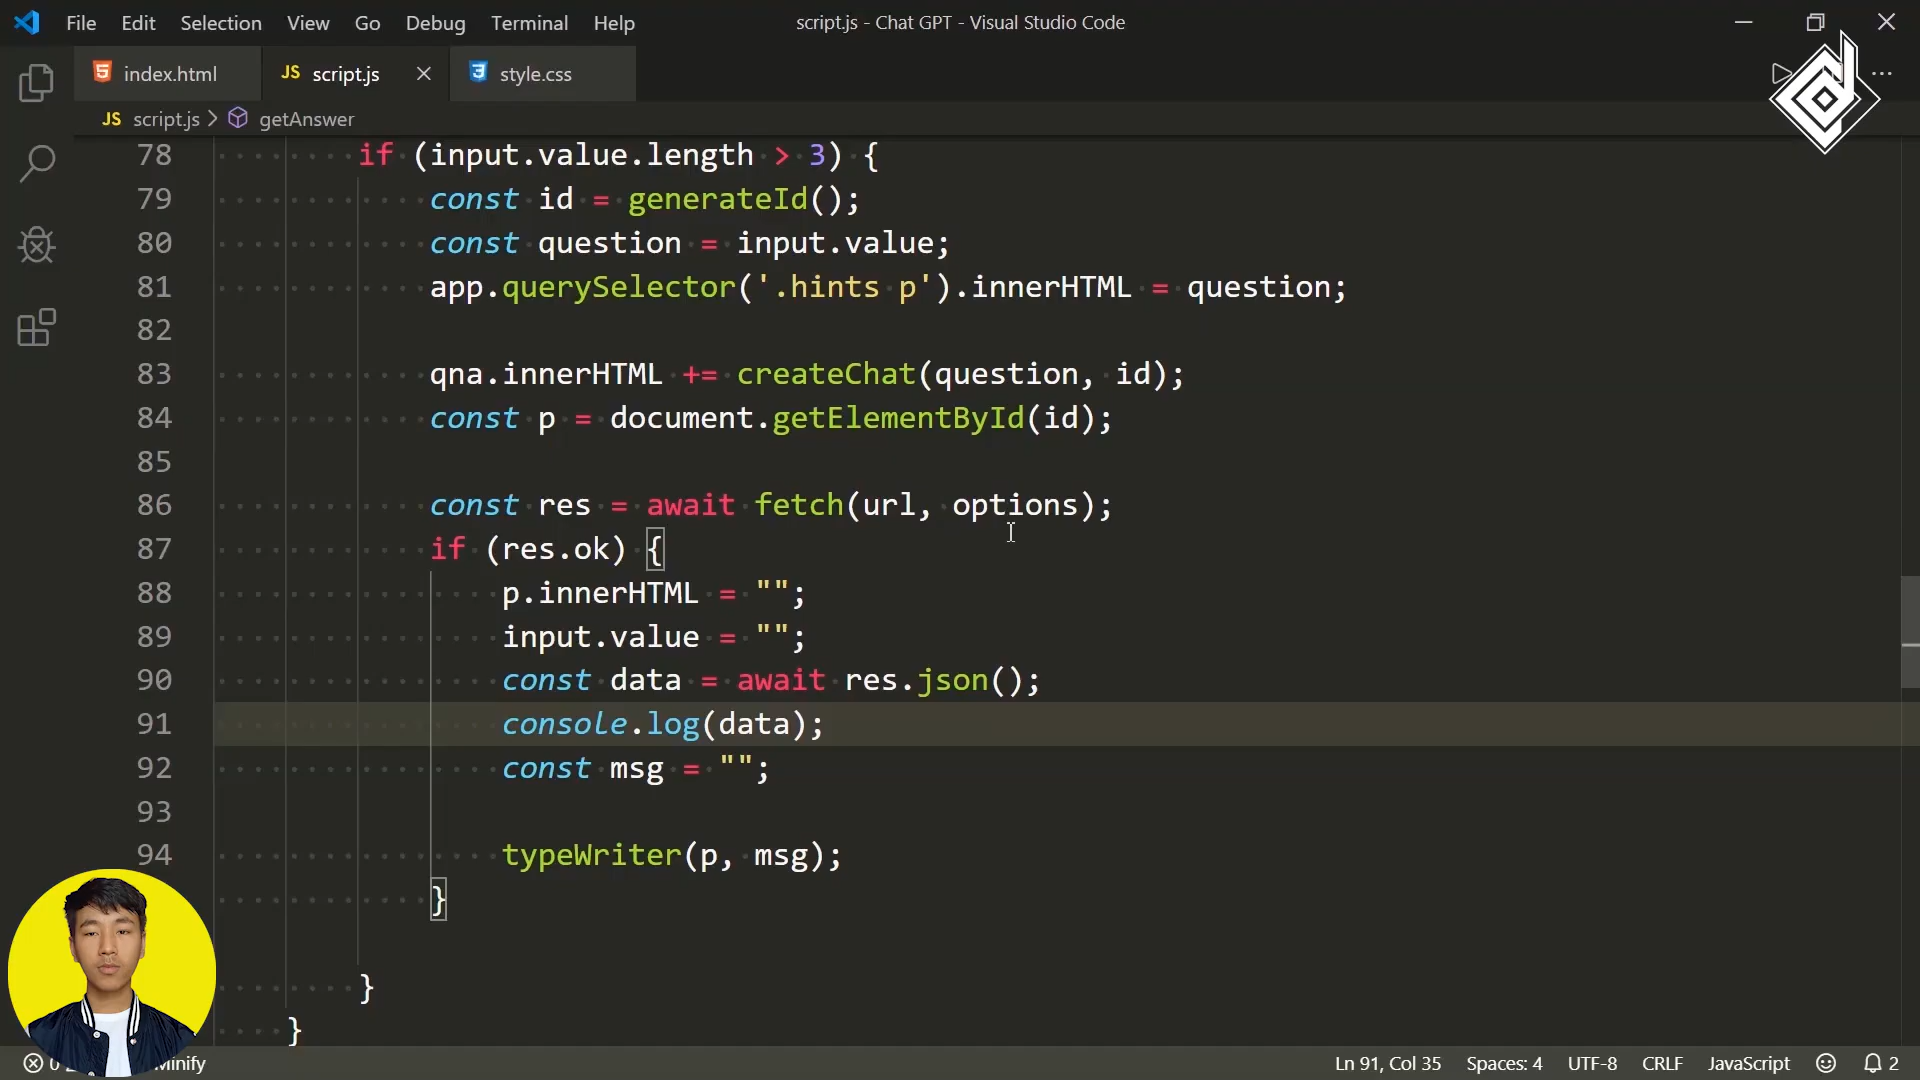 File Edit Selection View Go Debug Terminal Help script.js - Chat GPT - Visual Studio Code
index.html JS script.js style.css
JS script.js > getAnswer
78 if (input.value.length > 3) {
79 const id = generateId();
80 const question = input.value;
81 app.querySelector('.hints p').innerHTML = question;
82
83 qna.innerHTML += createChat(question, id);
84 const p = document.getElementById(id);
85
86 const res = await fetch(url, options);
87 if (res.ok) {
88 p.innerHTML = "";
89 input.value = "";
90 const data = await res.json();
91 console.log(data);
92 const msg = "";
93
94 typeWriter(p, msg);
}
}
}
Minify Ln 91, Col 35 Spaces: 4 UTF-8 CRLF JavaScript 2